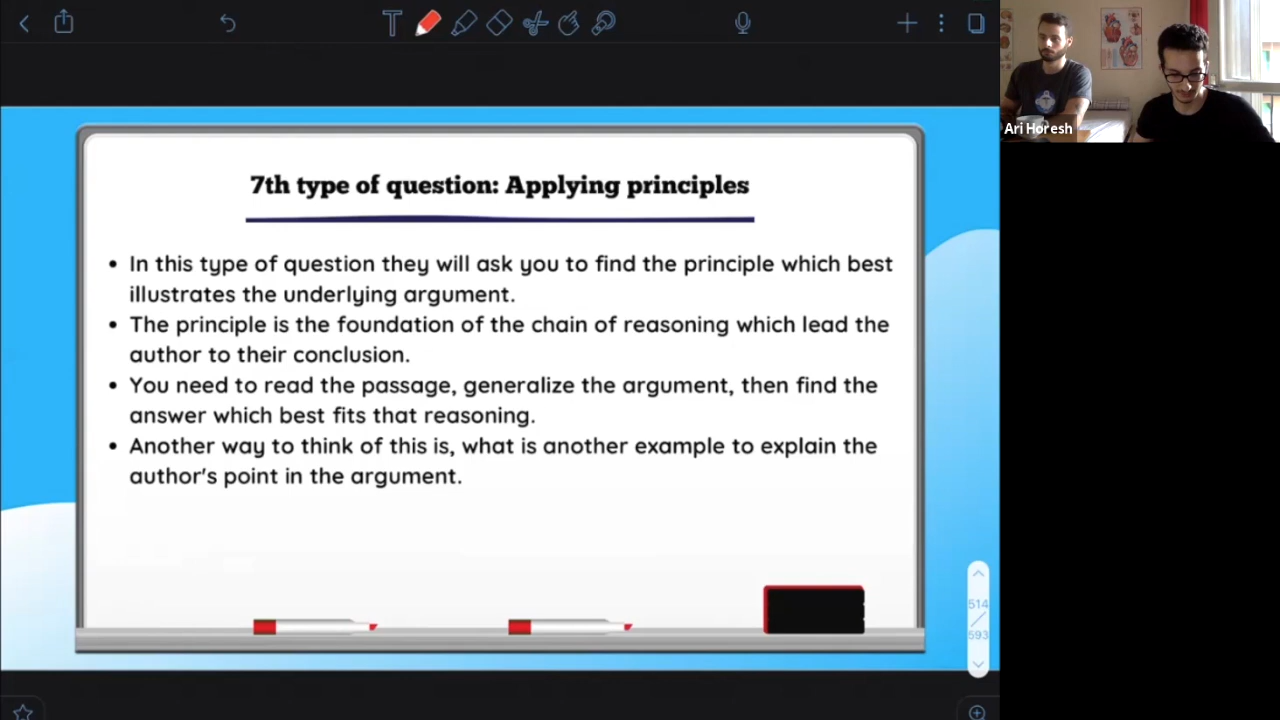 7th type of question: Applying principles
• In this type of question they will ask you to find the principle which best
illustrates the underlying argument.
• The principle is the foundation of the chain of reasoning which lead the
author to their conclusion.
• You need to read the passage, generalize the argument, then find the
answer which best fits that reasoning.
• Another way to think of this is, what is another example to explain the
author's point in the argument.
514
/
593
Ari Horesh